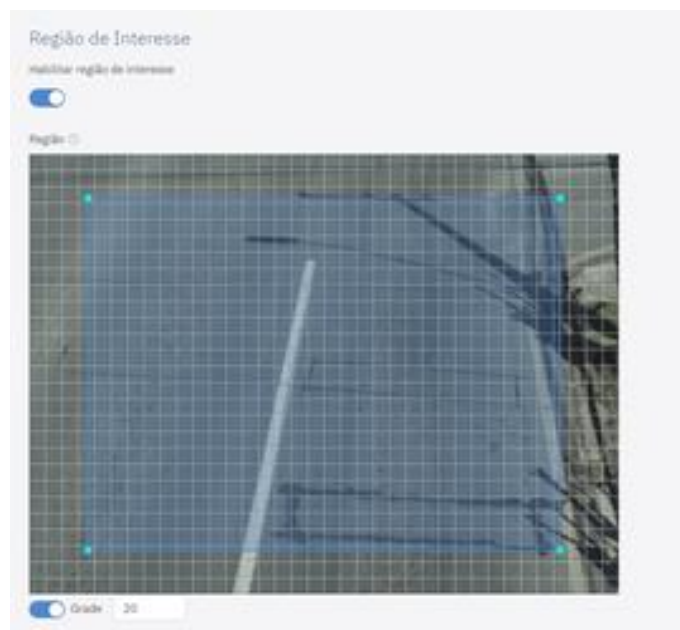 Região de Interesse
Habilitar região de interesse
Região
Grade 20